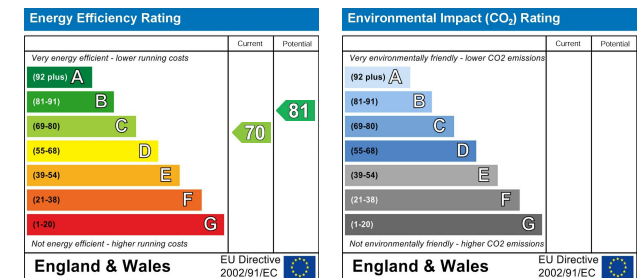 Energy Efficiency Rating
Current Potential
Very energy efficient - lower running costs
(92 plus) A
(81-91) B
81
(69-80) C
70
(55-68) D
(39-54) E
(21-38) F
(1-20) G
Not energy efficient - higher running costs
England & Wales
EU Directive
2002/91/EC
Environmental Impact (CO2) Rating
Current Potential
Very environmentally friendly - lower CO2 emissions
(92 plus) A
(81-91) B
(69-80) C
(55-68) D
(39-54) E
(21-38) F
(1-20) G
Not environmentally friendly - higher CO2 emissions
England & Wales
EU Directive
2002/91/EC